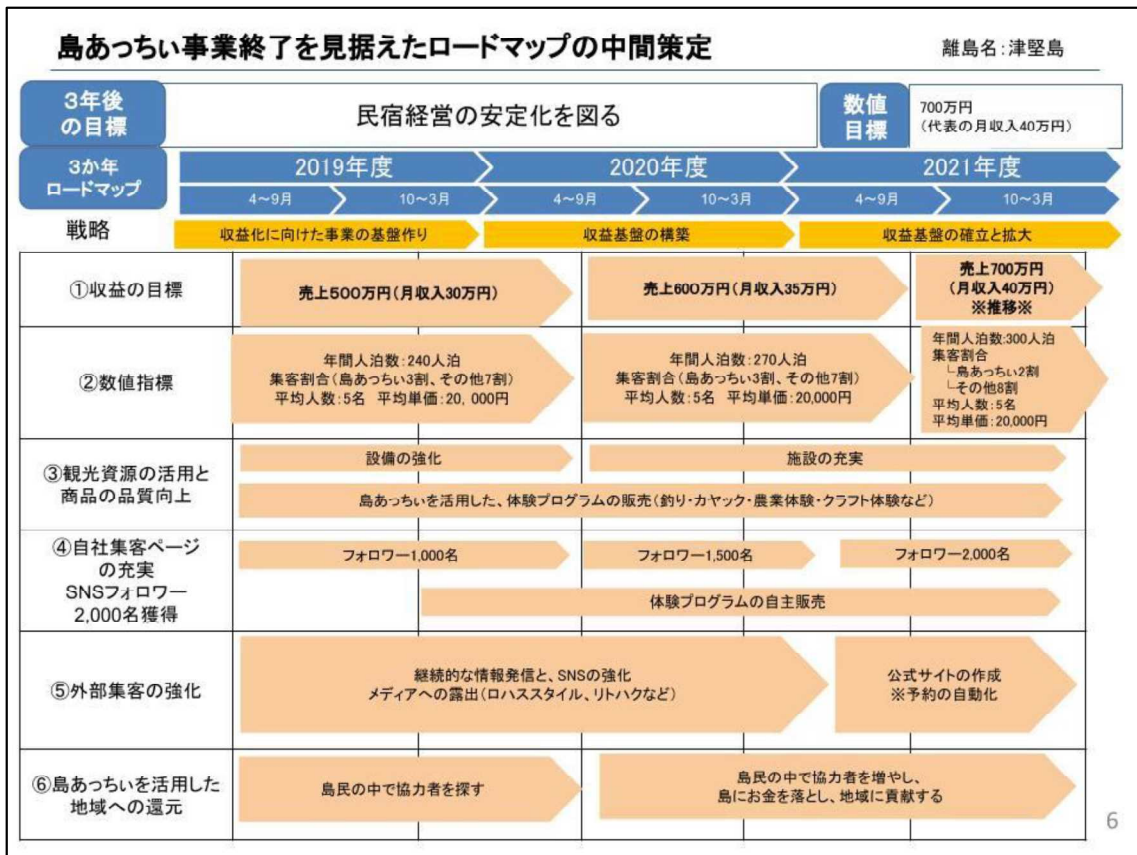 島あっちい事業終了を見据えたロードマップの中間策定
離島名：津堅島
3年後
の目標
民宿経営の安定化を図る
数値
目標
700万円
（代表の月収入40万円）
3か年
ロードマップ
2019年度
2020年度
2021年度
4～9月
10～3月
4～9月
10～3月
4～9月
10～3月
戦略
収益化に向けた事業の基盤作り
収益基盤の構築
収益基盤の確立と拡大
①収益の目標
売上500万円（月収入30万円）
売上600万円（月収入35万円）
売上700万円
（月収入40万円）
※推移※
②数値指標
年間人泊数：240人泊
集客割合（島あっちい3割、その他7割）
平均人数：5名 平均単価：20，000円
年間人泊数：270人泊
集客割合（島あっちい3割、その他7割）
平均人数：5名 平均単価：20,000円
年間人泊数：300人泊
集客割合
└島あっちい2割
└その他8割
平均人数：5名
平均単価：20,000円
③観光資源の活用と
商品の品質向上
設備の強化
施設の充実
島あっちいを活用した、体験プログラムの販売（釣り・カヤック・農業体験・クラフト体験など）
④自社集客ページ
の充実
SNSフォロワー
2,000名獲得
フォロワー1,000名
フォロワー1,500名
フォロワー2,000名
体験プログラムの自主販売
⑤外部集客の強化
継続的な情報発信と、SNSの強化
メディアへの露出（ロハススタイル、リトハクなど）
公式サイトの作成
※予約の自動化
⑥島あっちぃを活用した
地域への還元
島民の中で協力者を探す
島民の中で協力者を増やし、
島にお金を落とし、地域に貢献する
6